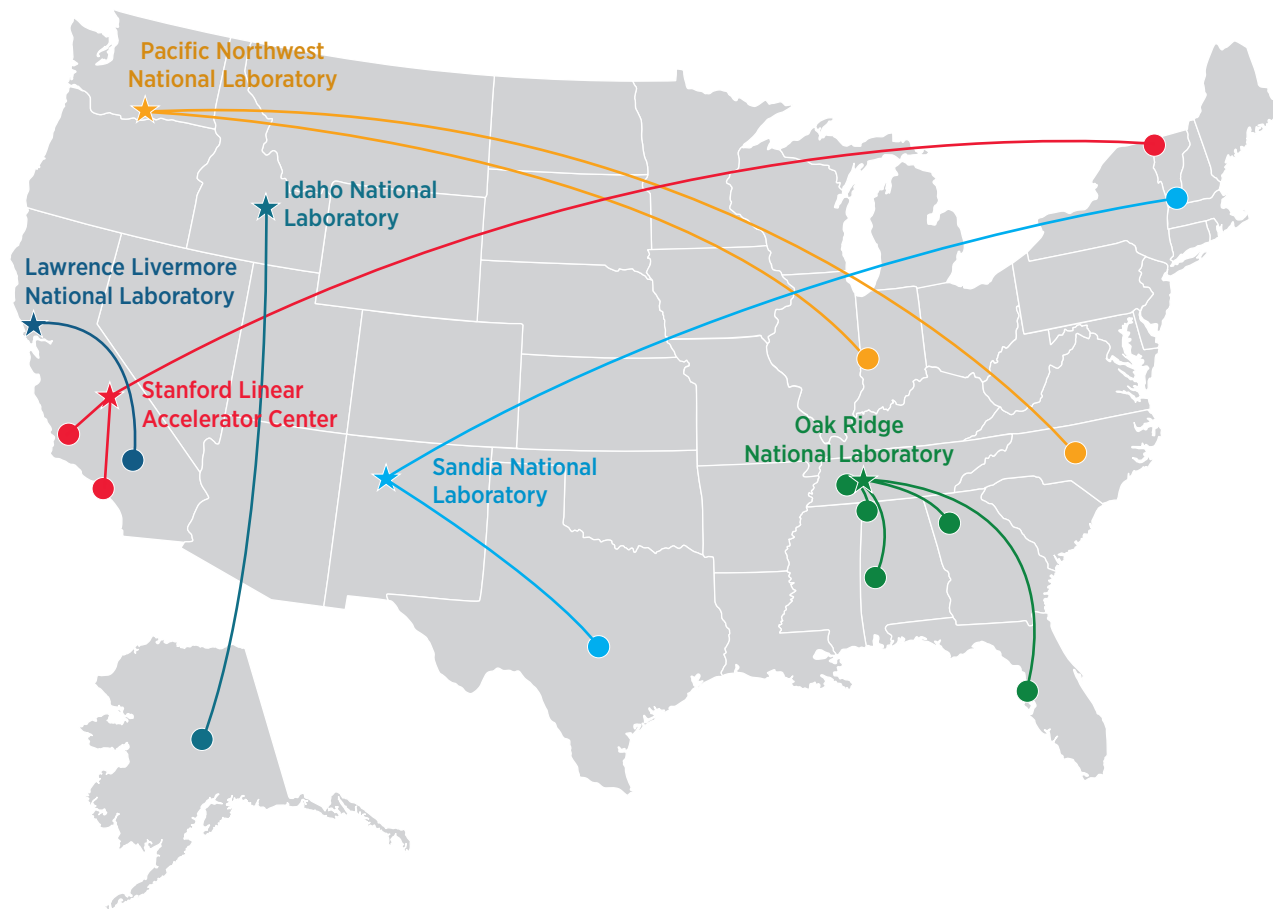 Pacific Northwest
National Laboratory
Idaho National
Laboratory
Lawrence Livermore
National Laboratory
Stanford Linear
Accelerator Center
Oak Ridge
National Laboratory
Sandia National
Laboratory